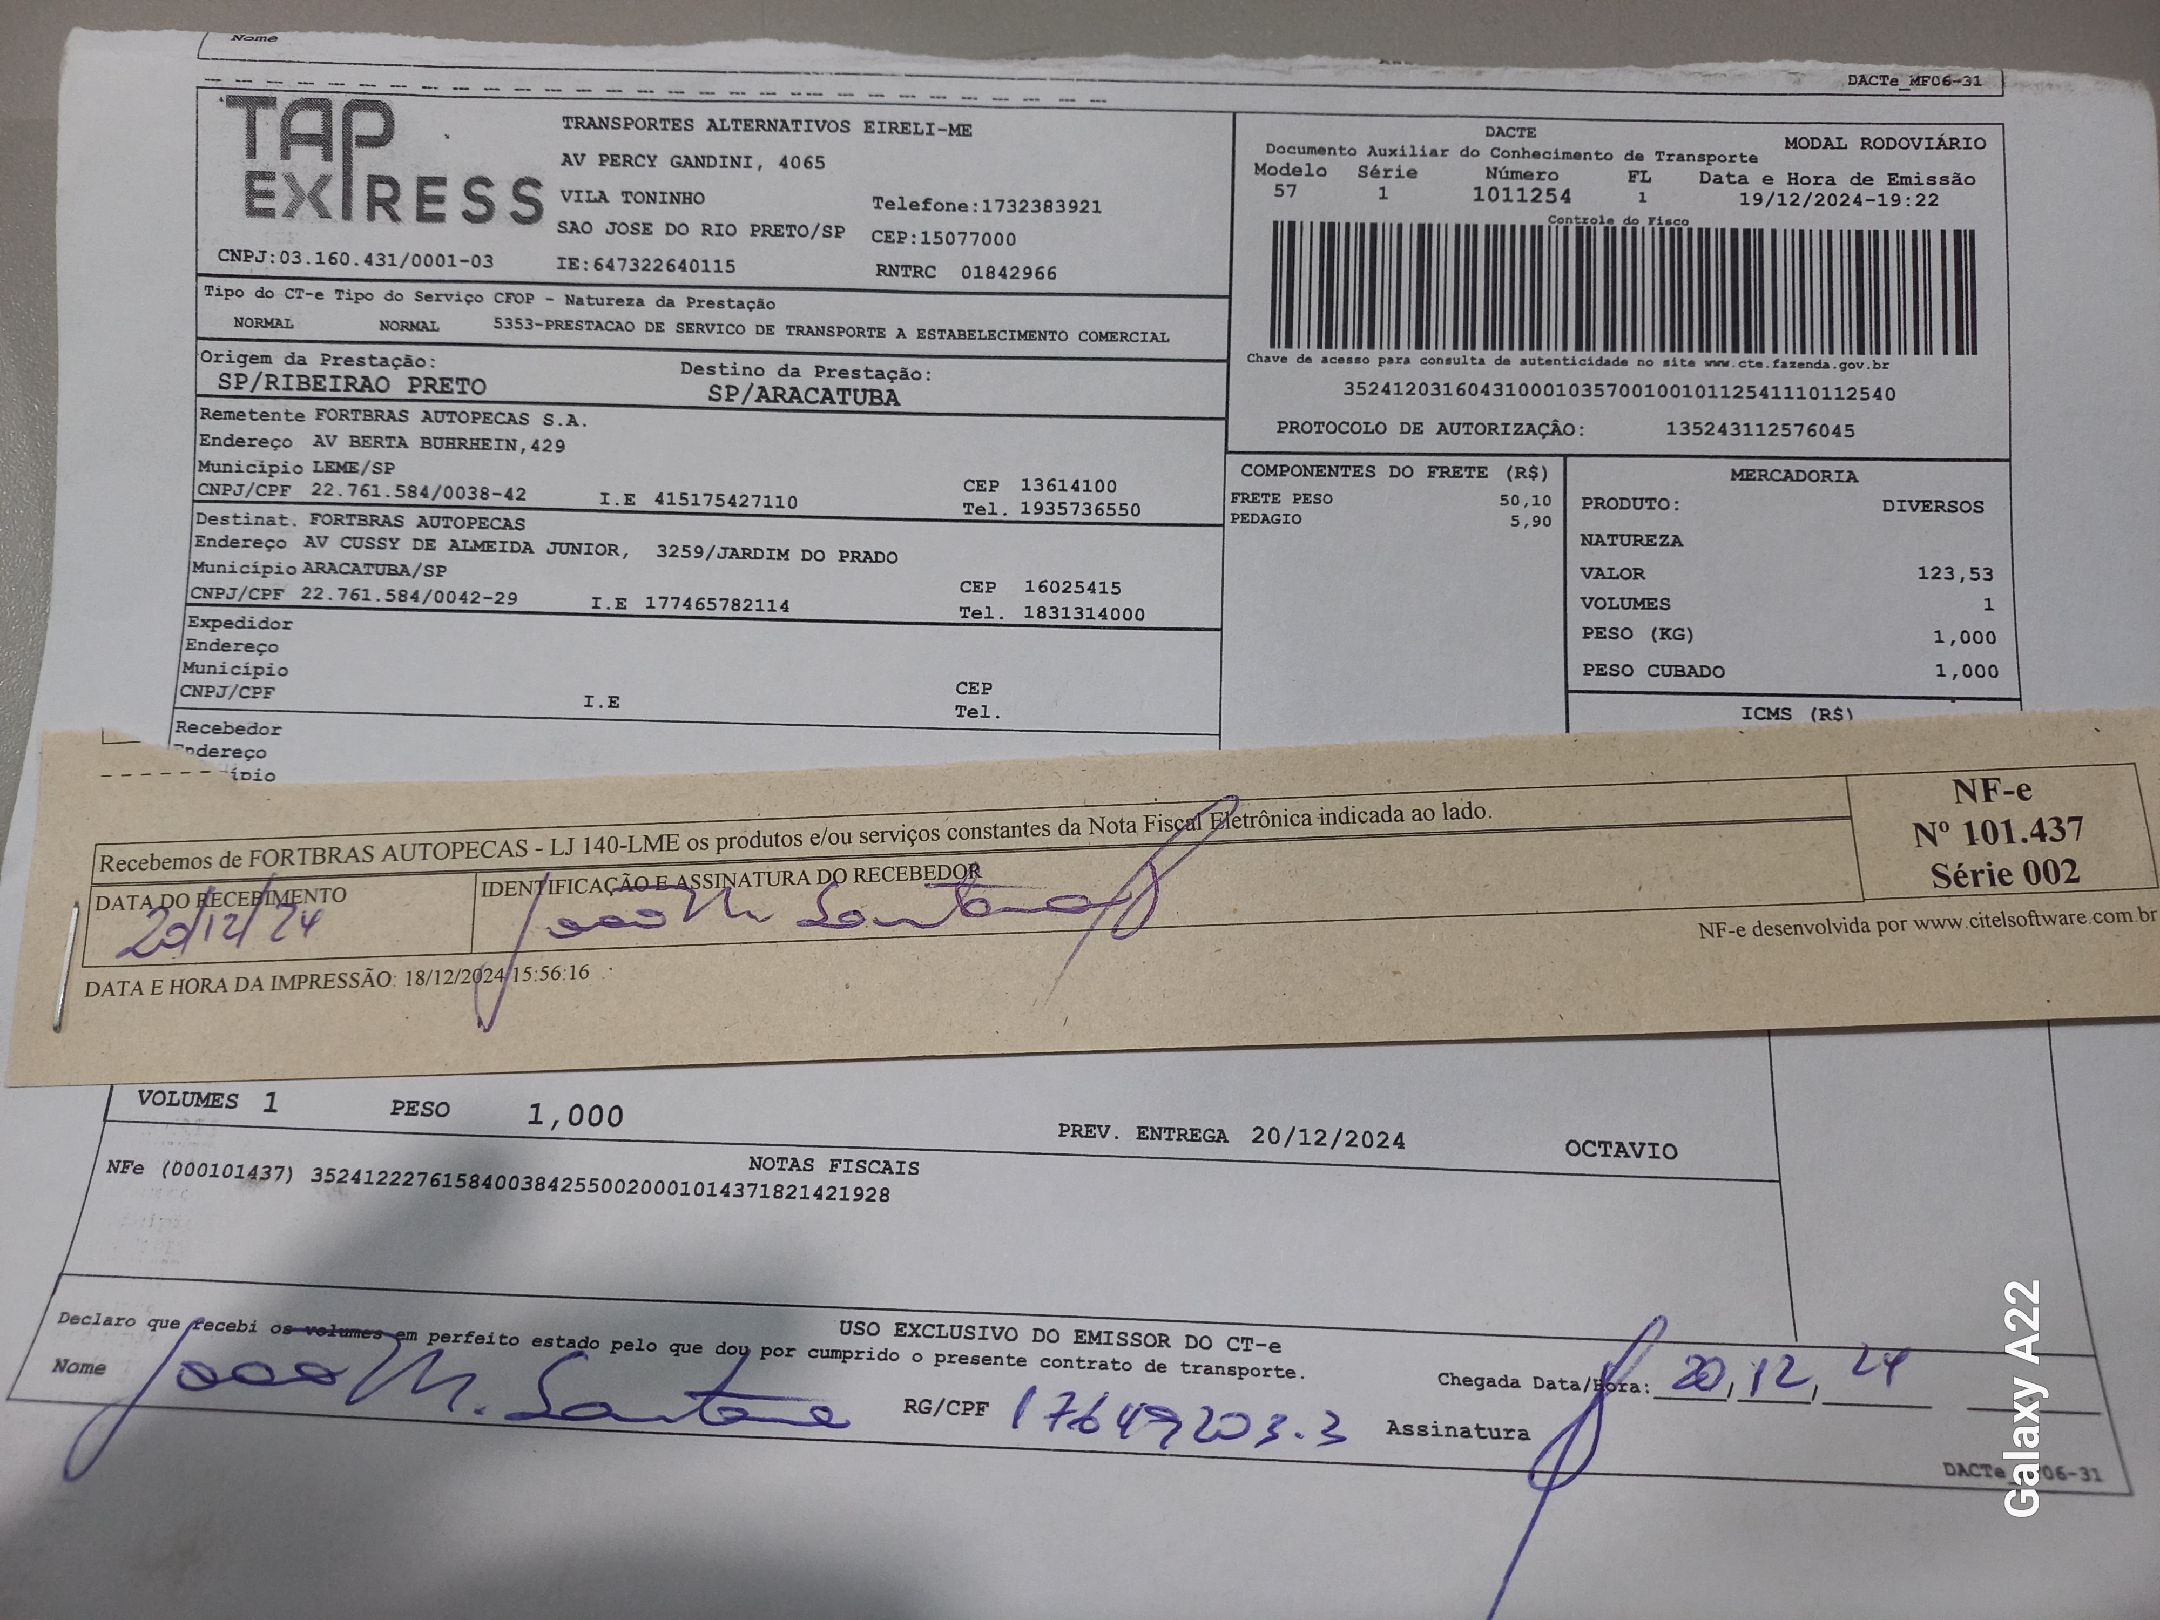 Nome
DACTe_MF06-31
TAP EXPRESS
TRANSPORTES ALTERNATIVOS EIRELI-ME
AV PERCY GANDINI, 4065
VILA TONINHO Telefone:1732383921
SAO JOSE DO RIO PRETO/SP CEP:15077000
CNPJ:03.160.431/0001-03 IE:647322640115 RNTRC 01842966
DACTE MODAL RODOVIÁRIO
Documento Auxiliar do Conhecimento de Transporte
Modelo Série Número FL Data e Hora de Emissão
57 1 1011254 1 19/12/2024-19:22
Controle do Fisco
Chave de acesso para consulta de autenticidade no site www.cte.fazenda.gov.br
35241203160431000103570010010112541110112540
PROTOCOLO DE AUTORIZAÇÃO: 135243112576045
Tipo do CT-e Tipo do Serviço CFOP - Natureza da Prestação
NORMAL NORMAL 5353-PRESTACAO DE SERVICO DE TRANSPORTE A ESTABELECIMENTO COMERCIAL
Origem da Prestação: Destino da Prestação:
SP/RIBEIRAO PRETO SP/ARACATUBA
Remetente FORTBRAS AUTOPECAS S.A.
Endereço AV BERTA BUHRHEIN,429
Município LEME/SP CEP 13614100
CNPJ/CPF 22.761.584/0038-42 I.E 415175427110 Tel. 1935736550
Destinat. FORTBRAS AUTOPECAS
Endereço AV CUSSY DE ALMEIDA JUNIOR, 3259/JARDIM DO PRADO
Município ARACATUBA/SP CEP 16025415
CNPJ/CPF 22.761.584/0042-29 I.E 177465782114 Tel. 1831314000
Expedidor
Endereço
Município CEP
CNPJ/CPF I.E Tel.
Recebedor
Endereço
COMPONENTES DO FRETE (R$)
FRETE PESO 50,10
PEDAGIO 5,90
MERCADORIA
PRODUTO: DIVERSOS
NATUREZA
VALOR 123,53
VOLUMES 1
PESO (KG) 1,000
PESO CUBADO 1,000
ICMS (R$)
Recebemos de FORTBRAS AUTOPECAS - LJ 140-LME os produtos e/ou serviços constantes da Nota Fiscal Eletrônica indicada ao lado.
DATA DO RECEBIMENTO IDENTIFICAÇÃO E ASSINATURA DO RECEBEDOR
20/12/24 Joao M. Santana
DATA E HORA DA IMPRESSÃO: 18/12/2024 15:56:16
NF-e
Nº 101.437
Série 002
NF-e desenvolvida por www.citelsoftware.com.br
VOLUMES 1 PESO 1,000 PREV. ENTREGA 20/12/2024 OCTAVIO
NOTAS FISCAIS
NFe (000101437) 35241222761584003842550020001014371821421928
USO EXCLUSIVO DO EMISSOR DO CT-e
Declaro que recebi os volumes em perfeito estado pelo que dou por cumprido o presente contrato de transporte.
Nome Joao M. Santana RG/CPF 17649203.3 Assinatura Chegada Data/Hora: 20, 12, 24
DACTe_ 06-31
Galaxy A22